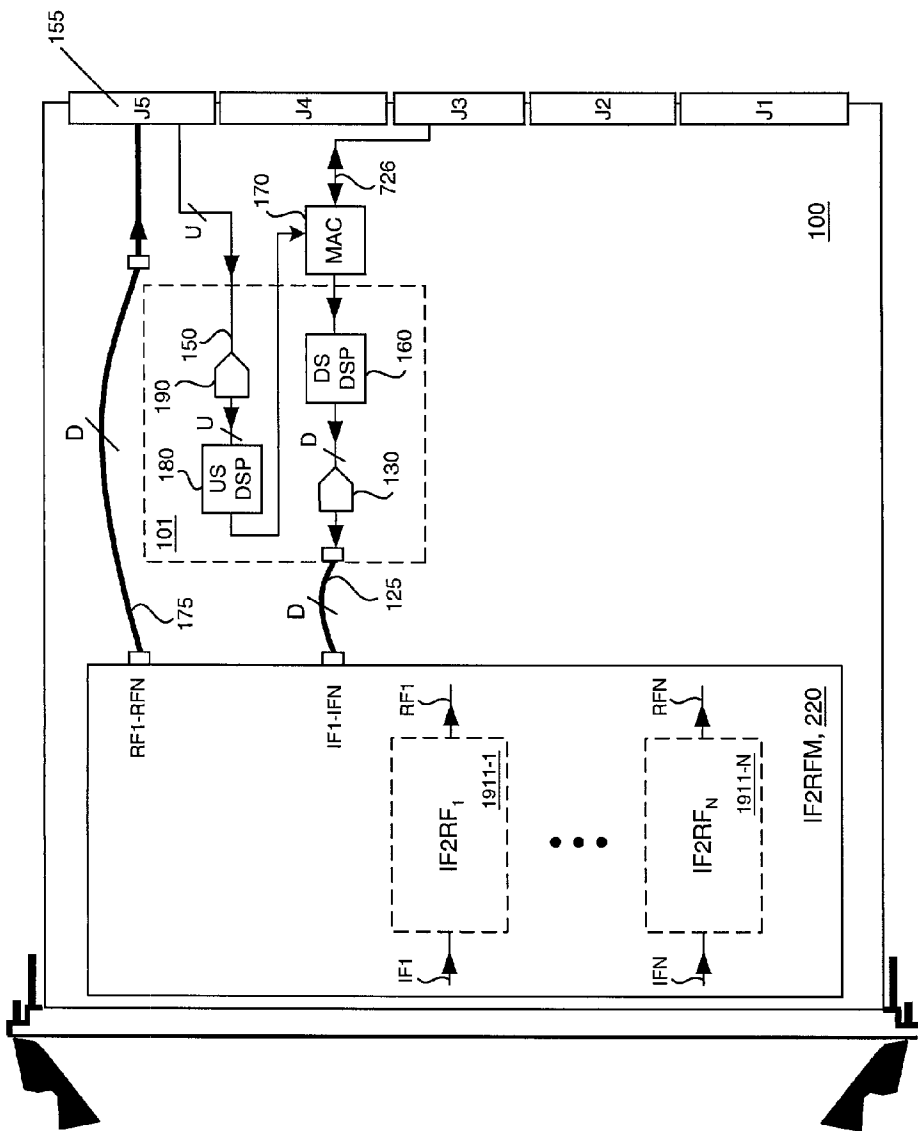 155
J5
J4
J3
J2
J1
U
726
170
MAC
100
D
150
190
U
DS
DSP
160
180
US
DSP
D
130
101
175
D
125
RF1-RFN
IF1-IFN
RF1
RFN
IF2RF1
1911-1
IF2RFN
1911-N
IF2RFM, 220
IF1
IFN